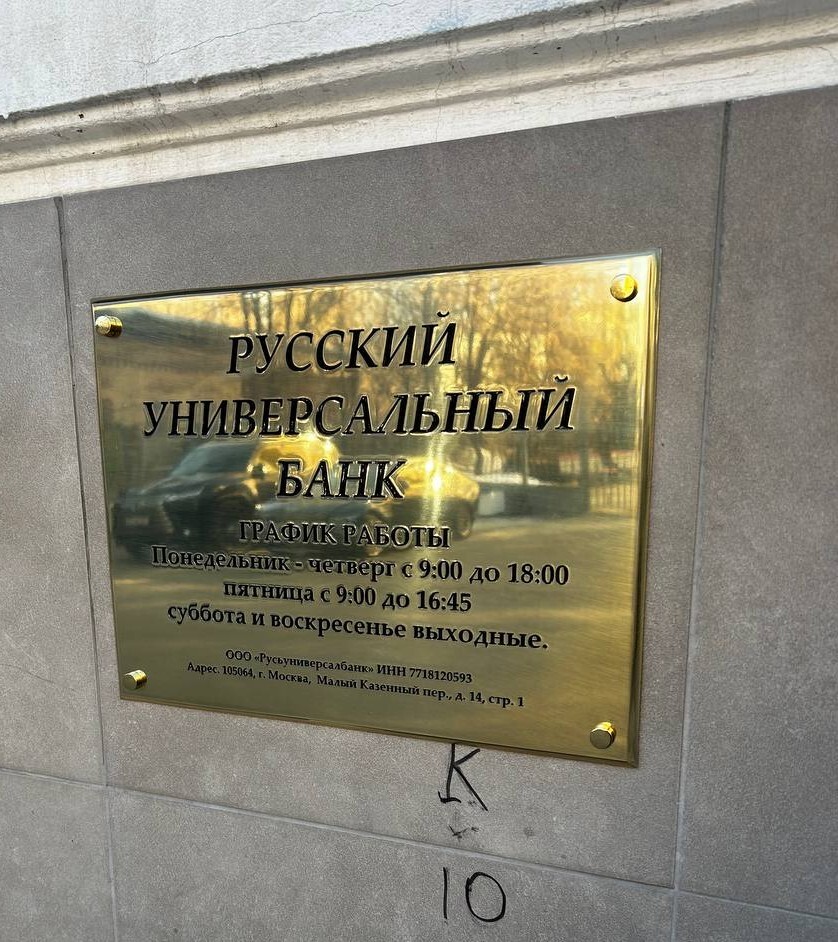 РУССКИЙ
УНИВЕРСАЛЬНЫЙ
БАНК
ГРАФИК РАБОТЫ
Понедельник - четверг с 9:00 до 18:00
пятница с 9:00 до 16:45
суббота и воскресенье выходные.
ООО «Русьуниверсалбанк» ИНН 7718120593
Адрес. 105064, г. Москва, Малый Казенный пер., д. 14, стр. 1
К
10